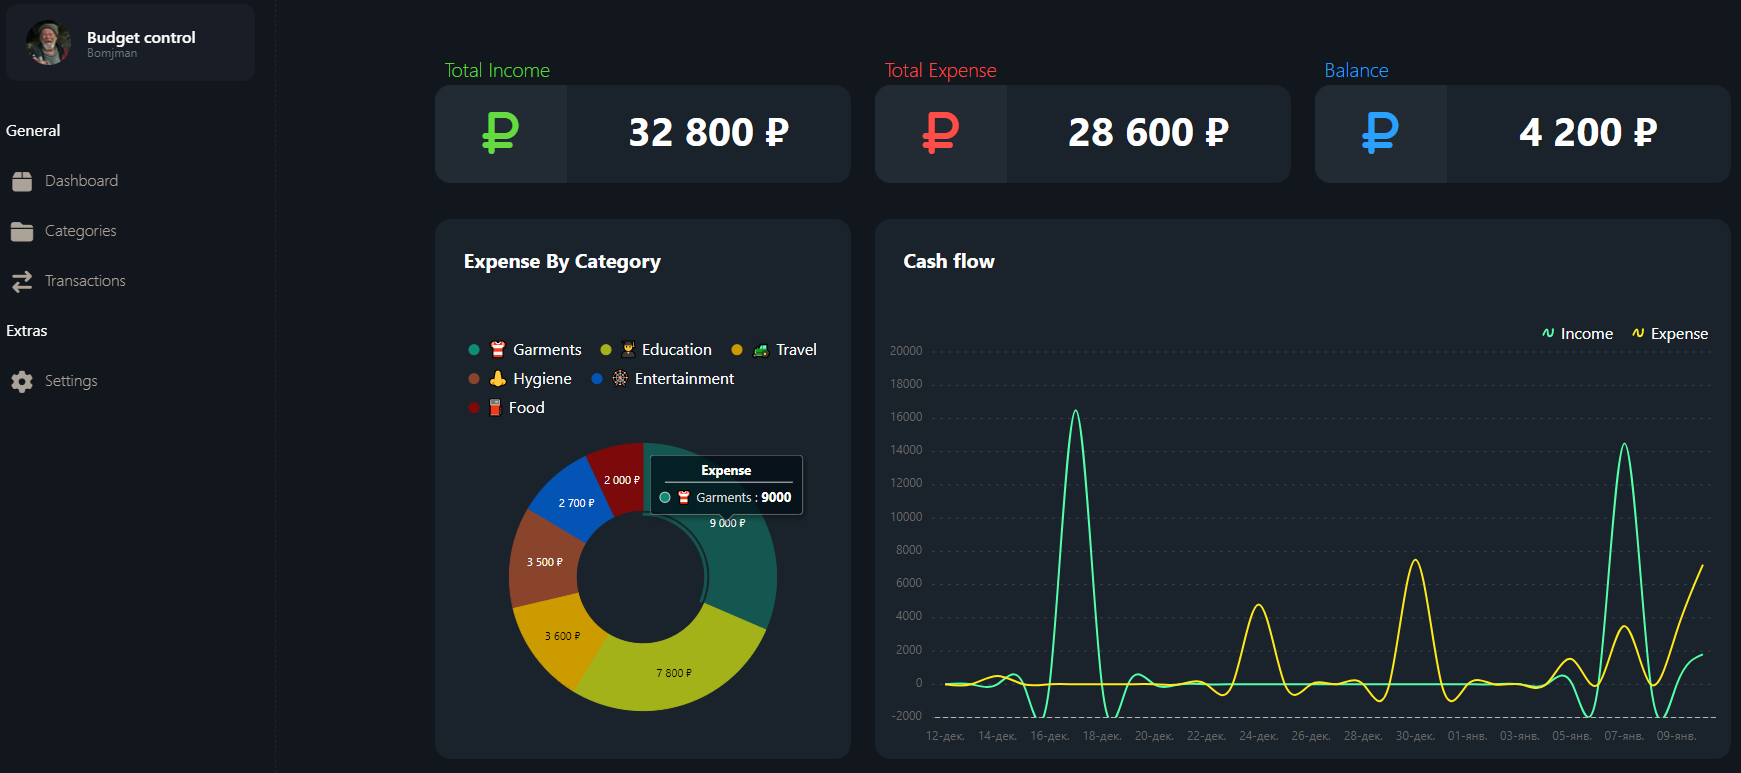 Budget control
Bomjman
General
Dashboard
Categories
Transactions
Extras
Settings
Total Income
32 800 ₽
Total Expense
28 600 ₽
Balance
4 200 ₽
Expense By Category
Garments Education Travel
Hygiene Entertainment
Food
Expense
Garments : 9000
9 000 ₽
2 000 ₽
2 700 ₽
3 500 ₽
3 600 ₽
7 800 ₽
Cash flow
Income Expense
20000
18000
16000
14000
12000
10000
8000
6000
4000
2000
0
-2000
12-дек. 14-дек. 16-дек. 18-дек. 20-дек. 22-дек. 24-дек. 26-дек. 28-дек. 30-дек. 01-янв. 03-янв. 05-янв. 07-янв. 09-янв.